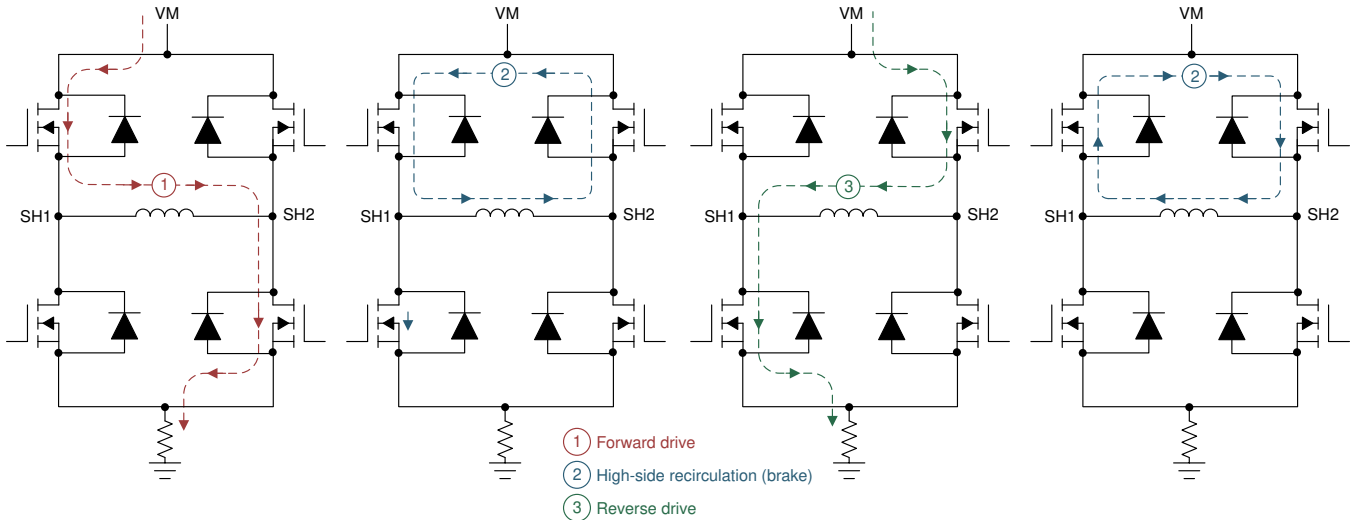 VM VM VM VM
2 2
1 3
SH1 SH2 SH1 SH2 SH1 SH2 SH1 SH2
1 Forward drive
2 High-side recirculation (brake)
3 Reverse drive